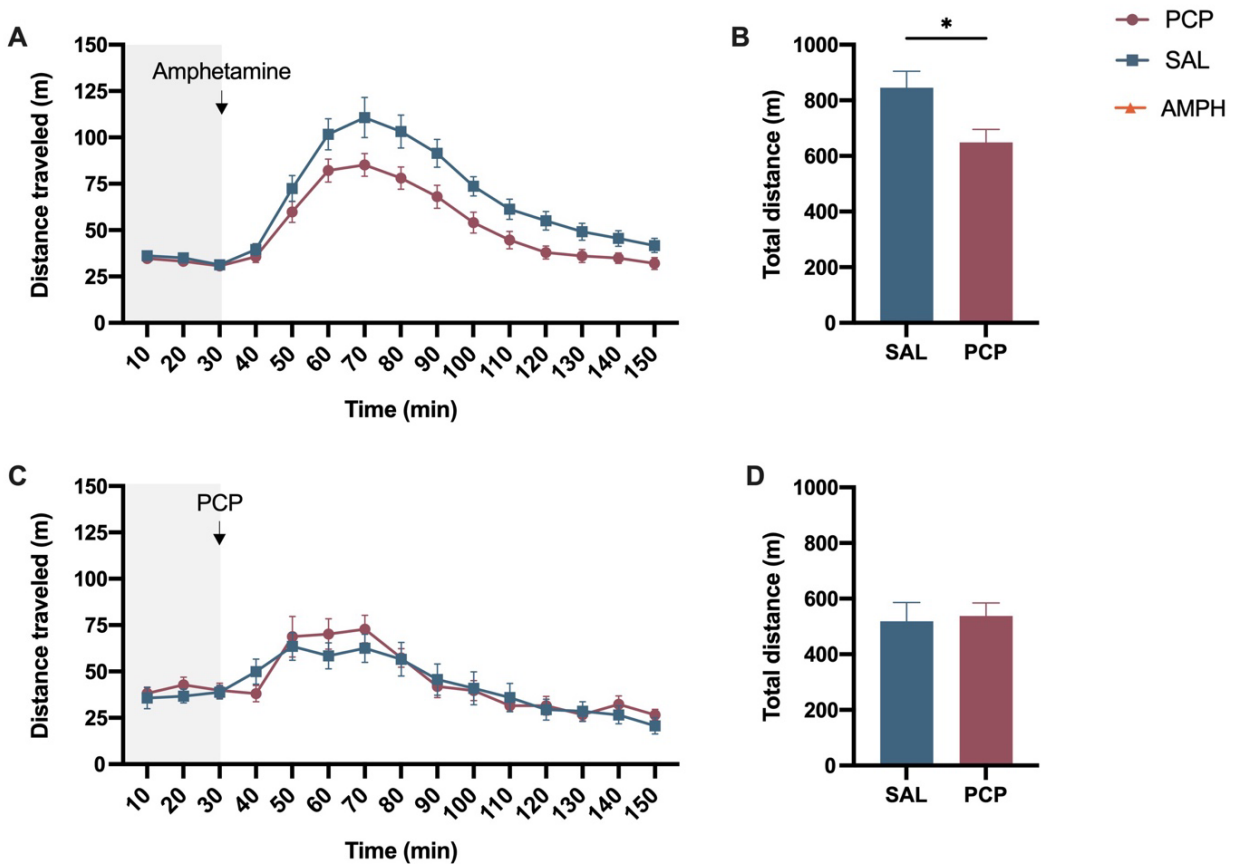 A
Distance traveled (m)
150
125
100
75
50
25
0
Amphetamine
10 20 30 40 50 60 70 80 90 100 110 120 130 140 150
Time (min)
B
*
Total distance (m)
1000
800
600
400
200
0
SAL PCP
PCP
SAL
AMPH
C
Distance traveled (m)
150
125
100
75
50
25
0
PCP
10 20 30 40 50 60 70 80 90 100 110 120 130 140 150
Time (min)
D
Total distance (m)
1000
800
600
400
200
0
SAL PCP